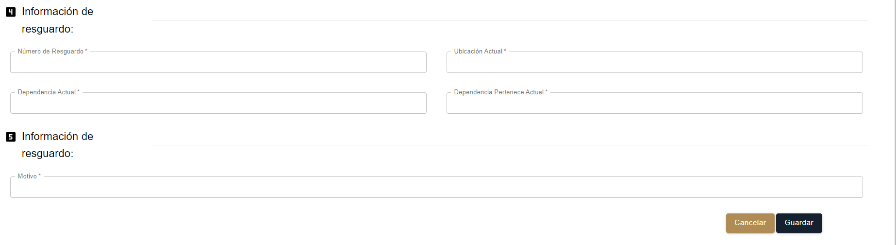 4 Información de
resguardo:
Número de Resguardo * Ubicación Actual *
Dependencia Actual * Dependencia Pertenece Actual *
5 Información de
resguardo:
Motivo *
Cancelar Guardar